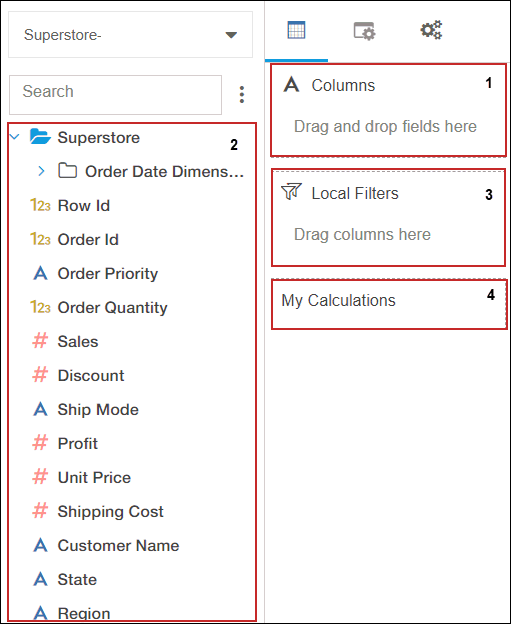 Superstore-
Search
Superstore
2
Order Date Dimens...
123 Row Id
123 Order Id
A Order Priority
123 Order Quantity
# Sales
# Discount
A Ship Mode
# Profit
# Unit Price
# Shipping Cost
A Customer Name
A State
A Region
A Columns
1
Drag and drop fields here
Local Filters
3
Drag columns here
My Calculations
4